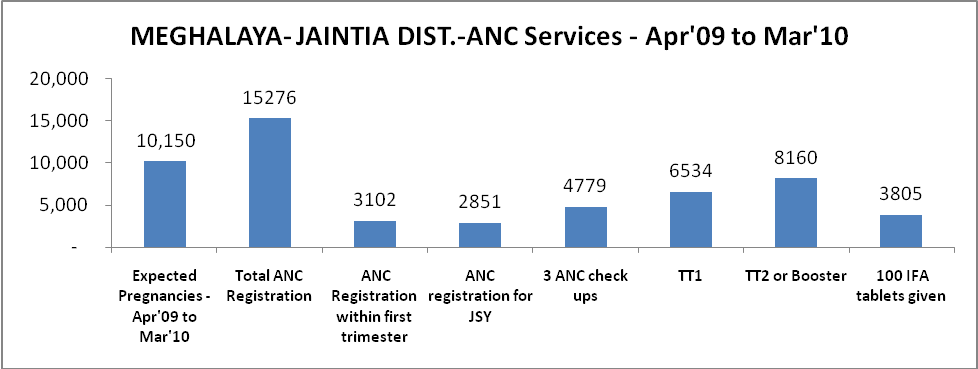 MEGHALAYA- JAINTIA DIST.-ANC Services - Apr'09 to Mar'10
20,000
15,000
10,000
5,000
-
10,150
15276
3102
2851
4779
6534
8160
3805
Expected
Pregnancies -
Apr'09 to
Mar'10
Total ANC
Registration
ANC
Registration
within first
trimester
ANC
registration for
JSY
3 ANC check
ups
TT1
TT2 or Booster
100 IFA
tablets given